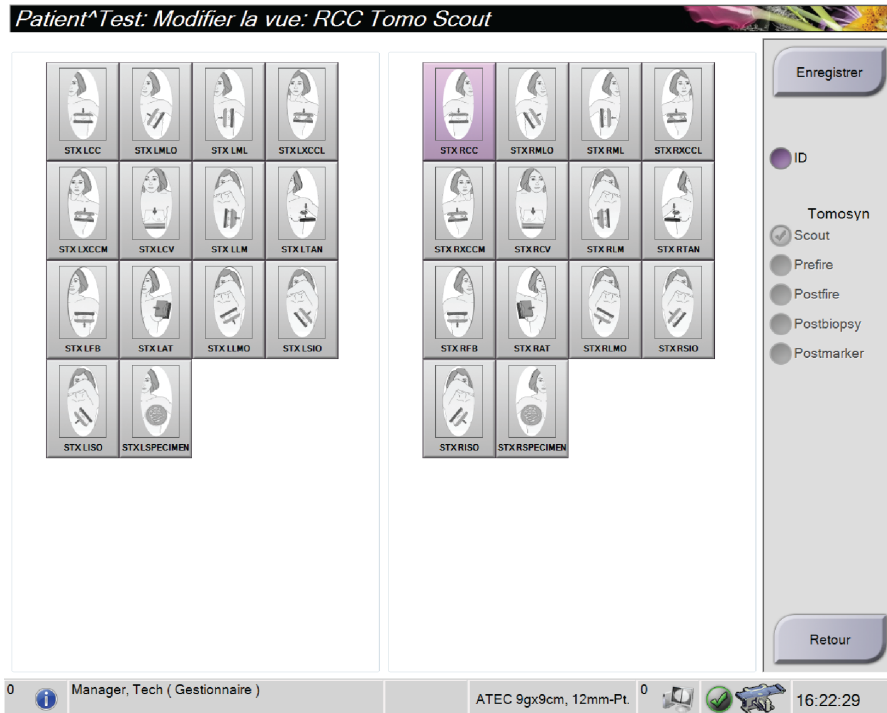 Patient^Test: Modifier la vue: RCC Tomo Scout
STX LCC
STX LMLO
STX LML
STX LXCCL
STX LXCCM
STX LCV
STX LLM
STX LTAN
STX LFB
STX LAT
STX LLMO
STX LSIO
STX LISO
STX LSPECIMEN
STX RCC
STX RMLO
STX RML
STX RXCCL
STX RXCCM
STX RCV
STX RLM
STX RTAN
STX RFB
STX RAT
STX RLMO
STX RSIO
STX RISO
STX RSPECIMEN
Enregistrer
ID
Tomosyn
Scout
Prefire
Postfire
Postbiopsy
Postmarker
Retour
0
Manager, Tech ( Gestionnaire )
ATEC 9gx9cm, 12mm-Pt.
0
16:22:29